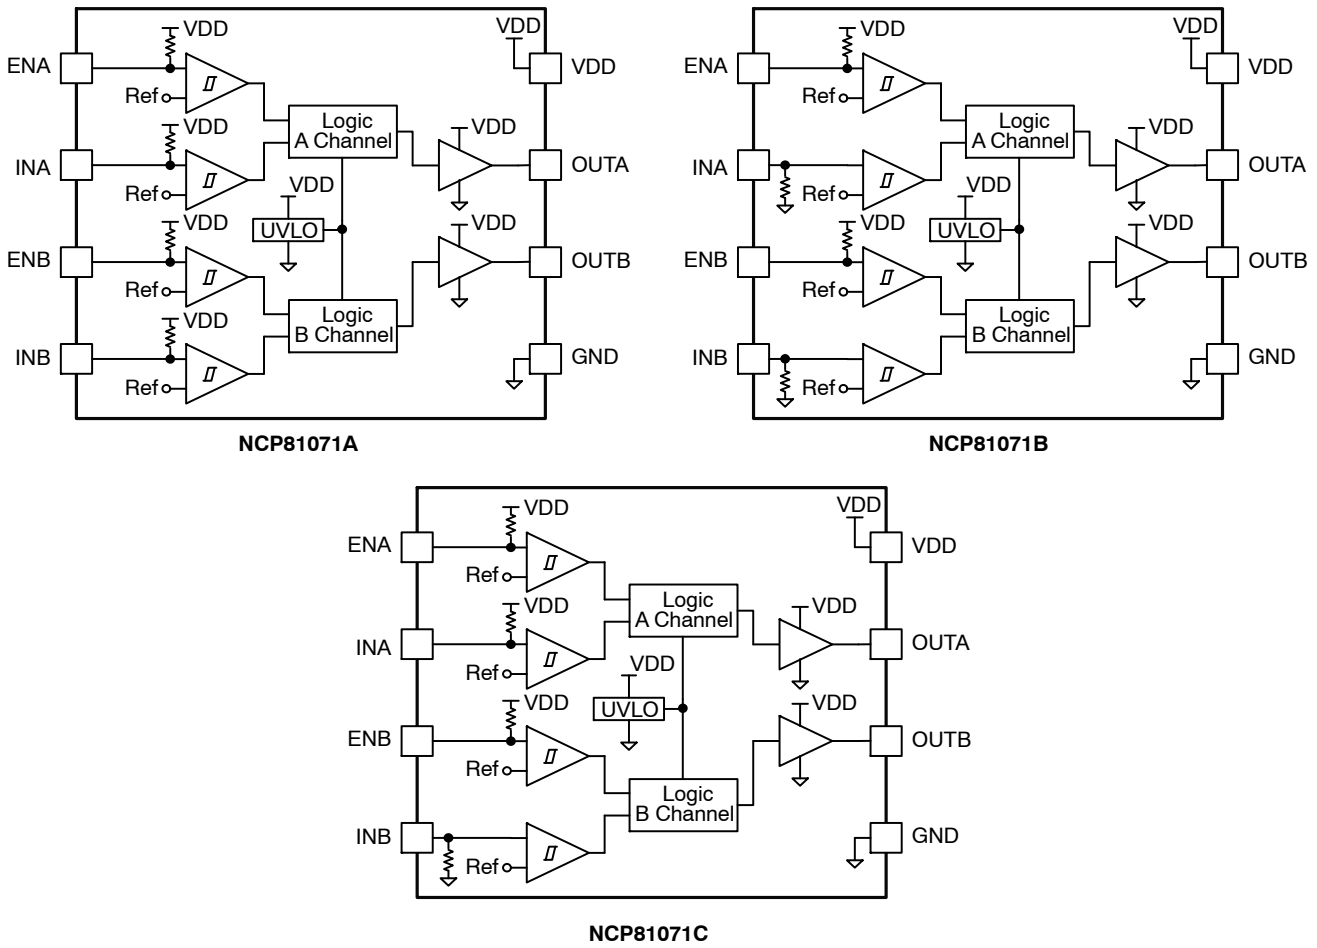 VDD
VDD
ENA
VDD
Ref
VDD
Logic
A Channel
VDD
INA
OUTA
Ref
VDD
VDD
VDD
UVLO
ENB
OUTB
Ref
VDD
Logic
B Channel
INB
GND
Ref
NCP81071A
VDD
VDD
ENA
VDD
Ref
Logic
A Channel
VDD
INA
OUTA
Ref
VDD
VDD
VDD
UVLO
ENB
OUTB
Ref
Logic
B Channel
INB
GND
Ref
NCP81071B
VDD
VDD
ENA
VDD
Ref
VDD
Logic
A Channel
VDD
INA
OUTA
Ref
VDD
VDD
VDD
UVLO
ENB
OUTB
Ref
Logic
B Channel
INB
GND
Ref
NCP81071C